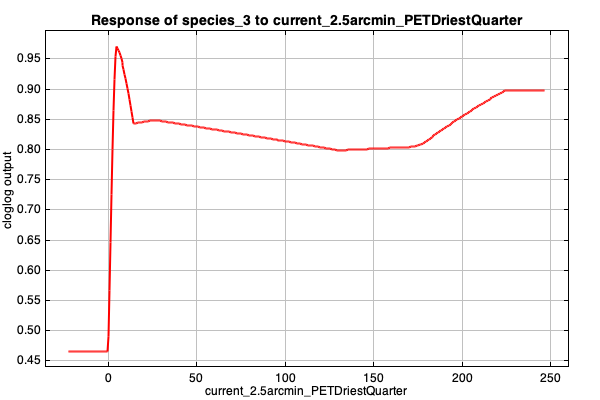 Response of species_3 to current_2.5arcmin_PETDriestQuarter
cloglog output
0.95
0.90
0.85
0.80
0.75
0.70
0.65
0.60
0.55
0.50
0.45
0 50 100 150 200 250
current_2.5arcmin_PETDriestQuarter